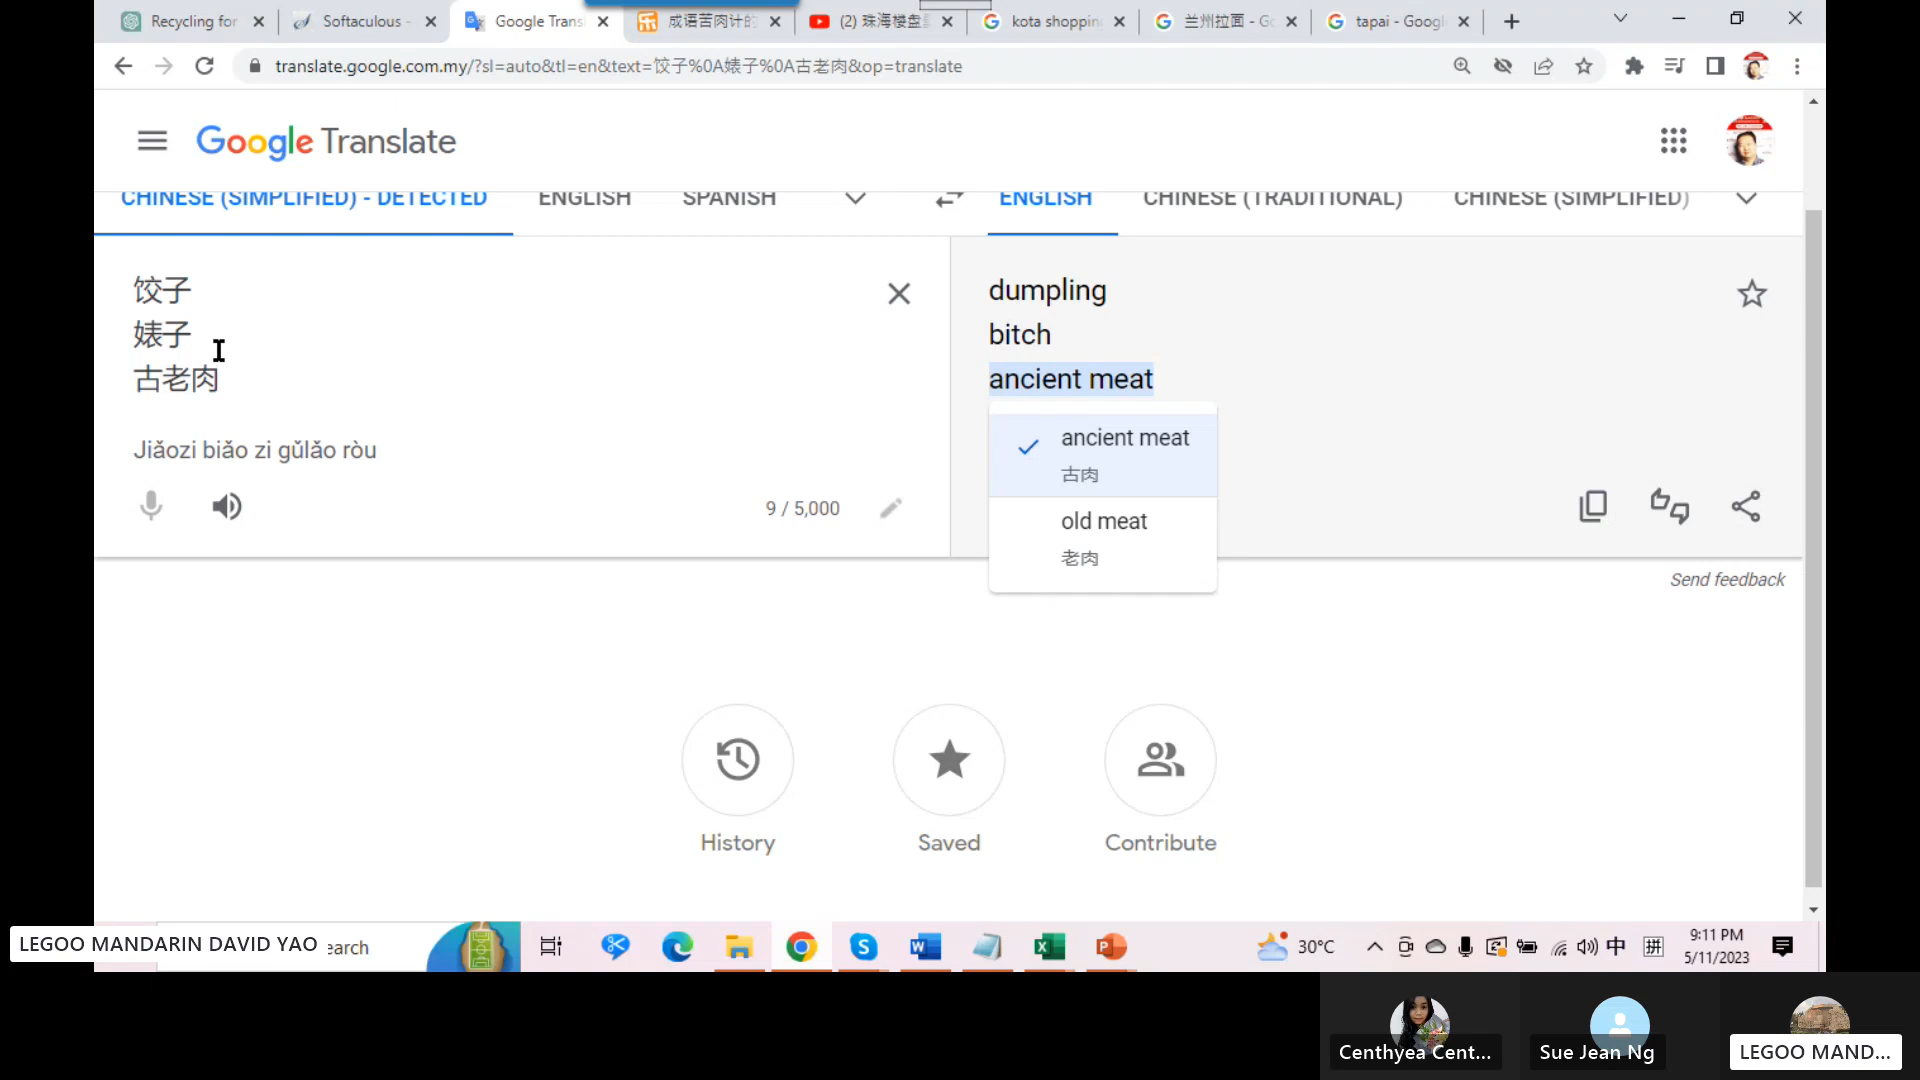 Recycling for
Softaculous -
Google Trans
成语苦肉计的
(2) 珠海楼盘
kota shoppin
兰州拉面 - Go
tapai - Googl
translate.google.com.my/?sl=auto&tl=en&text=饺子%0A婊子%0A古老肉&op=translate
Google Translate
CHINESE (SIMPLIFIED) - DETECTED
ENGLISH
SPANISH
ENGLISH
CHINESE (TRADITIONAL)
CHINESE (SIMPLIFIED)
饺子
婊子
古老肉
Jiǎozi biǎo zi gǔlǎo ròu
9 / 5,000
dumpling
bitch
ancient meat
ancient meat
古肉
old meat
老肉
Send feedback
History
Saved
Contribute
LEGOO MANDARIN DAVID YAO
earch
30°C
中
拼
9:11 PM
5/11/2023
Centhyea Cent...
Sue Jean Ng
LEGOO MAND...